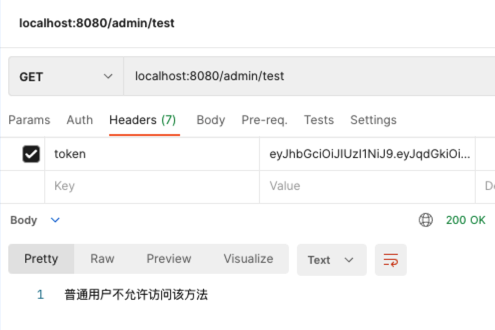 localhost:8080/admin/test
GET localhost:8080/admin/test
Params Auth Headers (7) Body Pre-req. Tests Settings
token eyJhbGciOiJIUzI1NiJ9.eyJqdGkiOi...
Key Value De
Body 200 OK
Pretty Raw Preview Visualize Text
1 普通用户不允许访问该方法